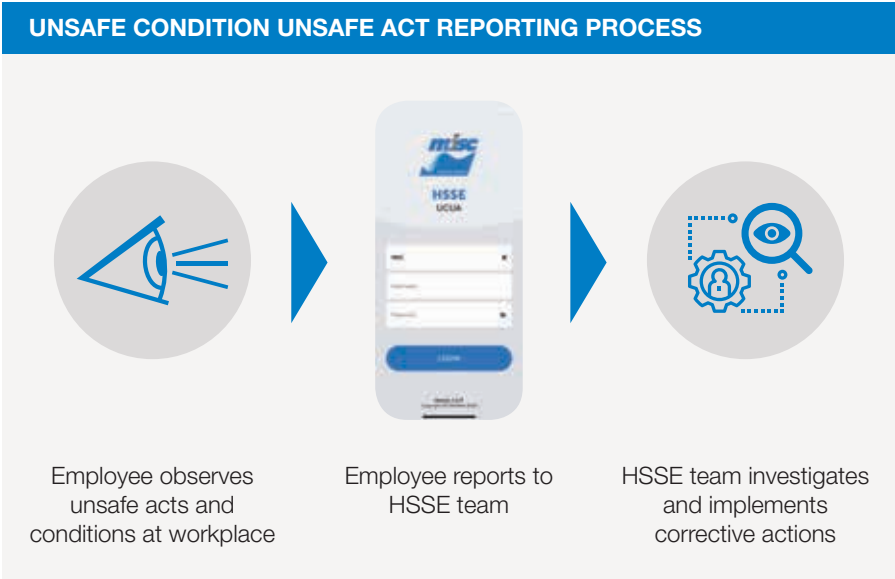 UNSAFE CONDITION UNSAFE ACT REPORTING PROCESS
misc
HSSE
UCUA
LOGIN
Employee observes
unsafe acts and
conditions at workplace
Employee reports to
HSSE team
HSSE team investigates
and implements
corrective actions